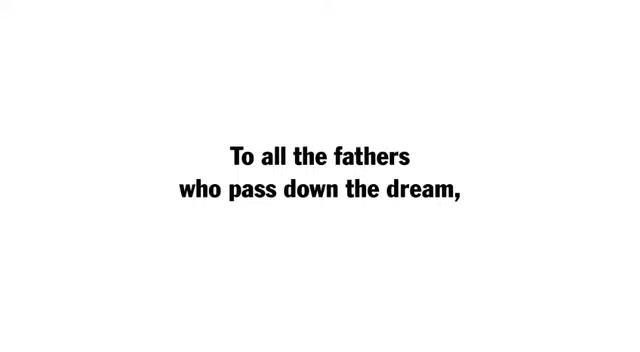 To all the fathers
who pass down the dream,